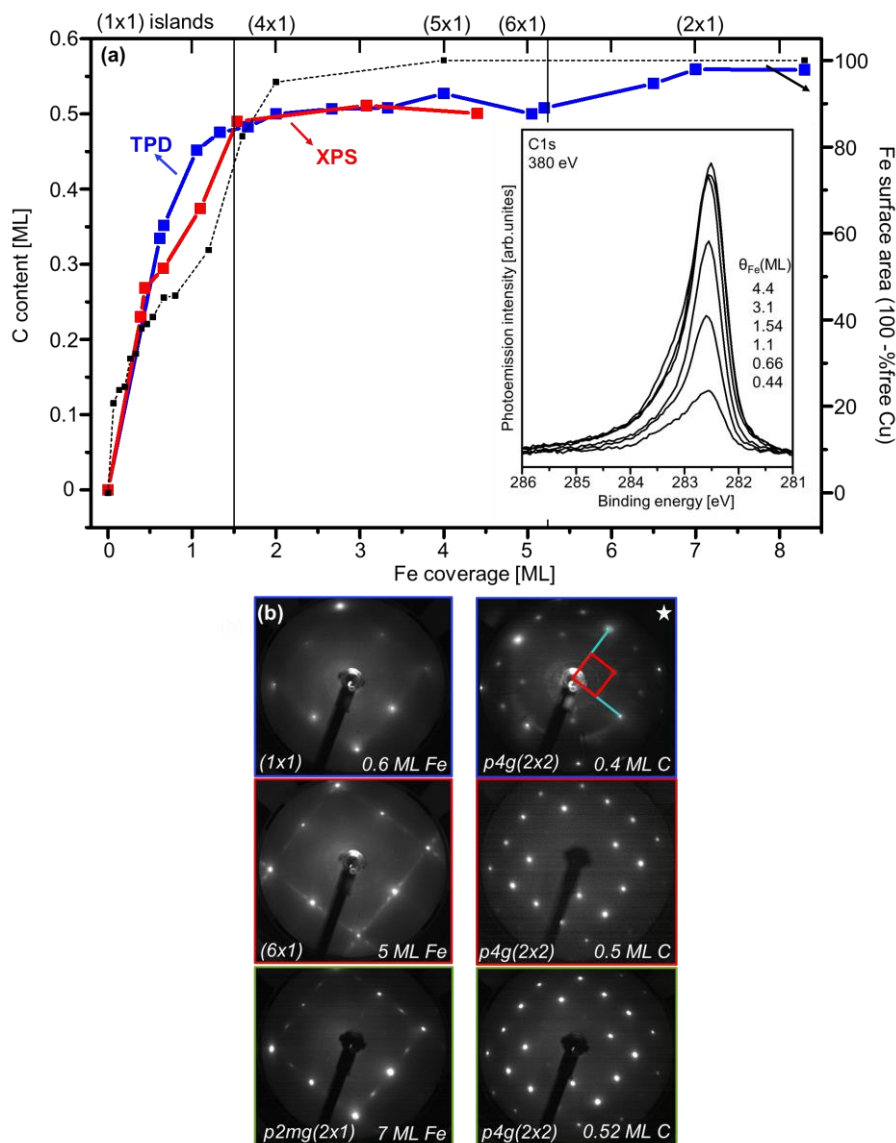 (1x1) islands (4x1) (5x1) (6x1) (2x1)
(a)
0.6
0.5
0.4
0.3
0.2
0.1
0
C content [ML]
TPD
XPS
100
80
60
40
20
0
Fe surface area (100 -%free Cu)
C1s
380 eV
Photoemission intensity [arb.unites]
θFe(ML)
4.4
3.1
1.54
1.1
0.66
0.44
286 285 284 283 282 281
Binding energy [eV]
0 1 2 3 4 5 6 7 8
Fe coverage [ML]
(b)
(1x1) 0.6 ML Fe
p4g(2x2) 0.4 ML C
(6x1) 5 ML Fe
p4g(2x2) 0.5 ML C
p2mg(2x1) 7 ML Fe
p4g(2x2) 0.52 ML C